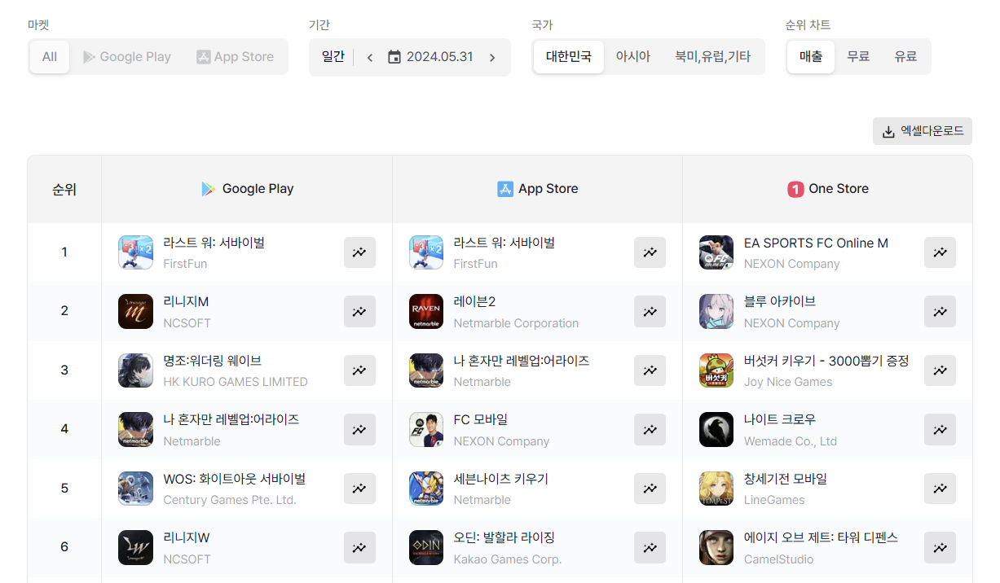 마켓
기간
국가
순위 차트
All Google Play App Store
일간 2024.05.31
대한민국 아시아 북미,유럽,기타
매출 무료 유료
엑셀다운로드
순위 Google Play App Store One Store
1
라스트 워: 서바이벌
FirstFun
라스트 워: 서바이벌
FirstFun
EA SPORTS FC Online M
NEXON Company
2
리니지M
NCSOFT
레이븐2
Netmarble Corporation
블루 아카이브
NEXON Company
3
명조:워더링 웨이브
HK KURO GAMES LIMITED
나 혼자만 레벨업:어라이즈
Netmarble
버섯커 키우기 - 3000뽑기 증정
Joy Nice Games
4
나 혼자만 레벨업:어라이즈
Netmarble
FC 모바일
NEXON Company
나이트 크로우
Wemade Co., Ltd
5
WOS: 화이트아웃 서바이벌
Century Games Pte. Ltd.
세븐나이츠 키우기
Netmarble
창세기전 모바일
LineGames
6
리니지W
NCSOFT
오딘: 발할라 라이징
Kakao Games Corp.
에이지 오브 제트: 타워 디펜스
CamelStudio